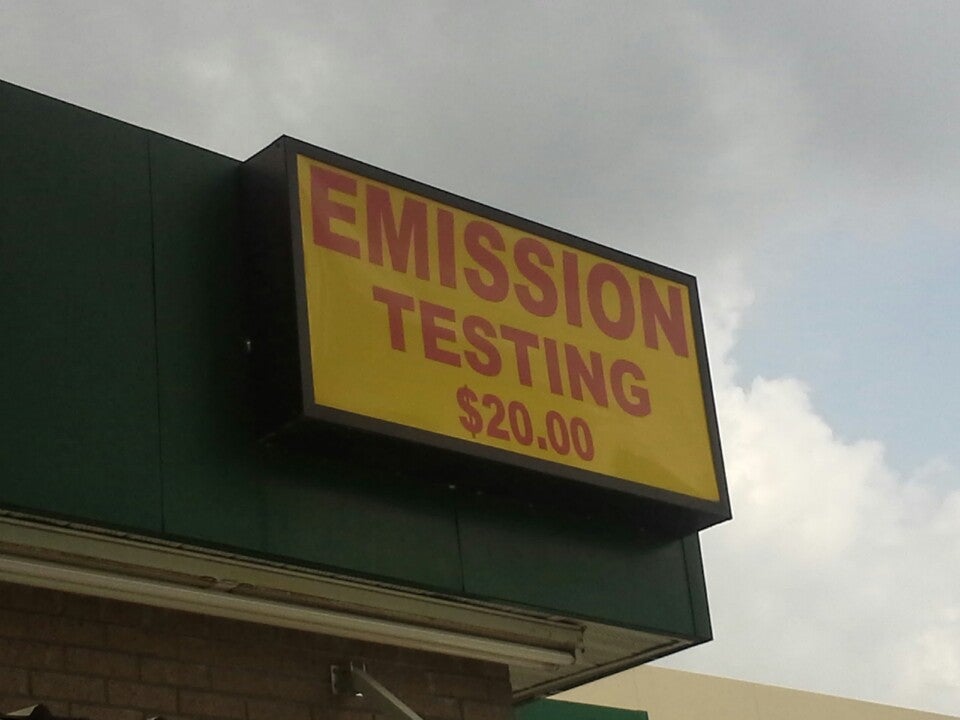 EMISSION
TESTING
$20.00